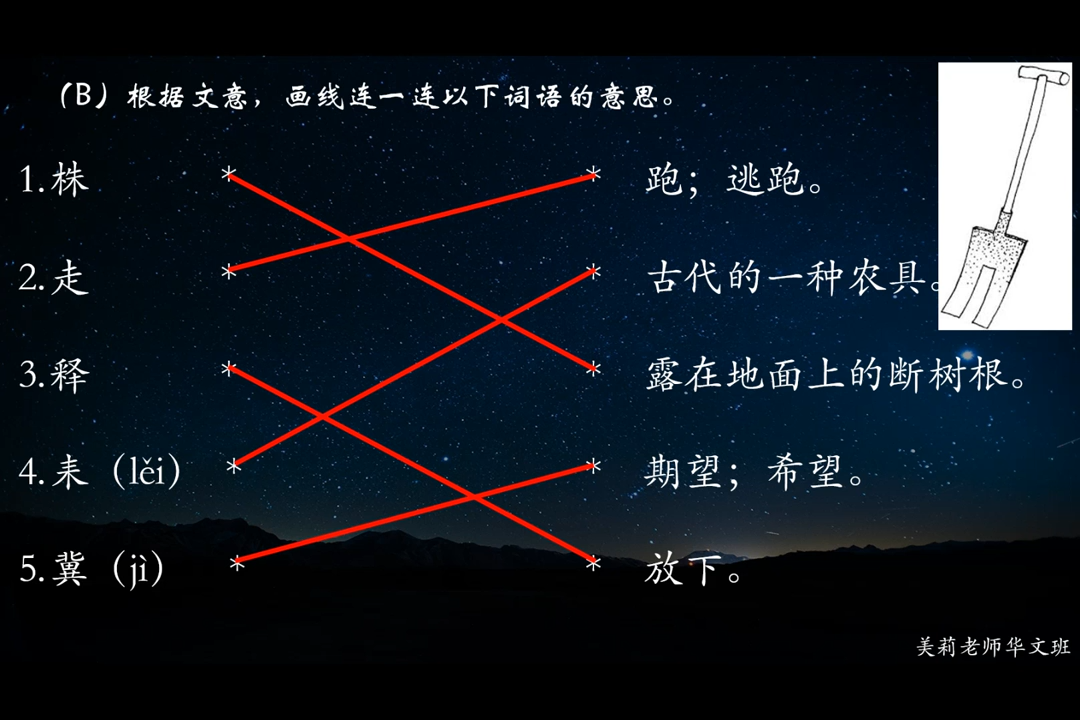 （B）根据文意，画线连一连以下词语的意思。
1.株 * * 跑；逃跑。
2.走 * * 古代的一种农具。
3.释 * * 露在地面上的断树根。
4.耒（lěi） * * 期望；希望。
5.冀（jì） * * 放下。
美莉老师华文班